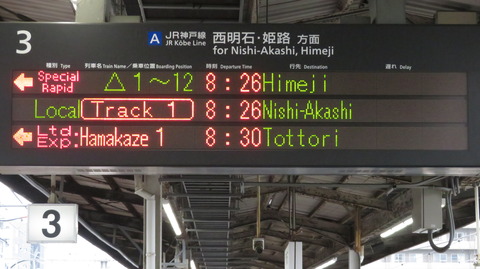 3 A JR神戸線 西明石・姫路 方面
JR Kōbe Line for Nishi-Akashi, Himeji
種別 Type 列車名/乗車位置 Train Name/Boarding Position 時刻 Departure Time 行先 Destination 遅れ Delay
← Special Rapid △ 1～12 8:26 Himeji
Local Track 1 8:26 Nishi-Akashi
← Ltd. Exp. Hamakaze 1 8:30 Tottori
3